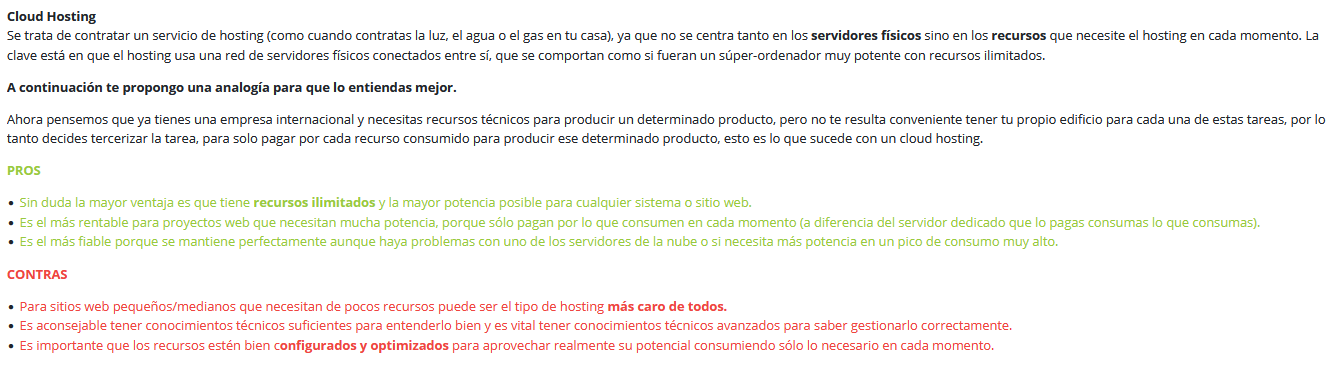 Cloud Hosting
Se trata de contratar un servicio de hosting (como cuando contratas la luz, el agua o el gas en tu casa), ya que no se centra tanto en los servidores físicos sino en los recursos que necesite el hosting en cada momento. La
clave está en que el hosting usa una red de servidores físicos conectados entre sí, que se comportan como si fueran un súper-ordenador muy potente con recursos ilimitados.
A continuación te propongo una analogía para que lo entiendas mejor.
Ahora pensemos que ya tienes una empresa internacional y necesitas recursos técnicos para producir un determinado producto, pero no te resulta conveniente tener tu propio edificio para cada una de estas tareas, por lo
tanto decides tercerizar la tarea, para solo pagar por cada recurso consumido para producir ese determinado producto, esto es lo que sucede con un cloud hosting.
PROS
• Sin duda la mayor ventaja es que tiene recursos ilimitados y la mayor potencia posible para cualquier sistema o sitio web.
• Es el más rentable para proyectos web que necesitan mucha potencia, porque sólo pagan por lo que consumen en cada momento (a diferencia del servidor dedicado que lo pagas consumas lo que consumas).
• Es el más fiable porque se mantiene perfectamente aunque haya problemas con uno de los servidores de la nube o si necesita más potencia en un pico de consumo muy alto.
CONTRAS
• Para sitios web pequeños/medianos que necesitan de pocos recursos puede ser el tipo de hosting más caro de todos.
• Es aconsejable tener conocimientos técnicos suficientes para entenderlo bien y es vital tener conocimientos técnicos avanzados para saber gestionarlo correctamente.
• Es importante que los recursos estén bien configurados y optimizados para aprovechar realmente su potencial consumiendo sólo lo necesario en cada momento.